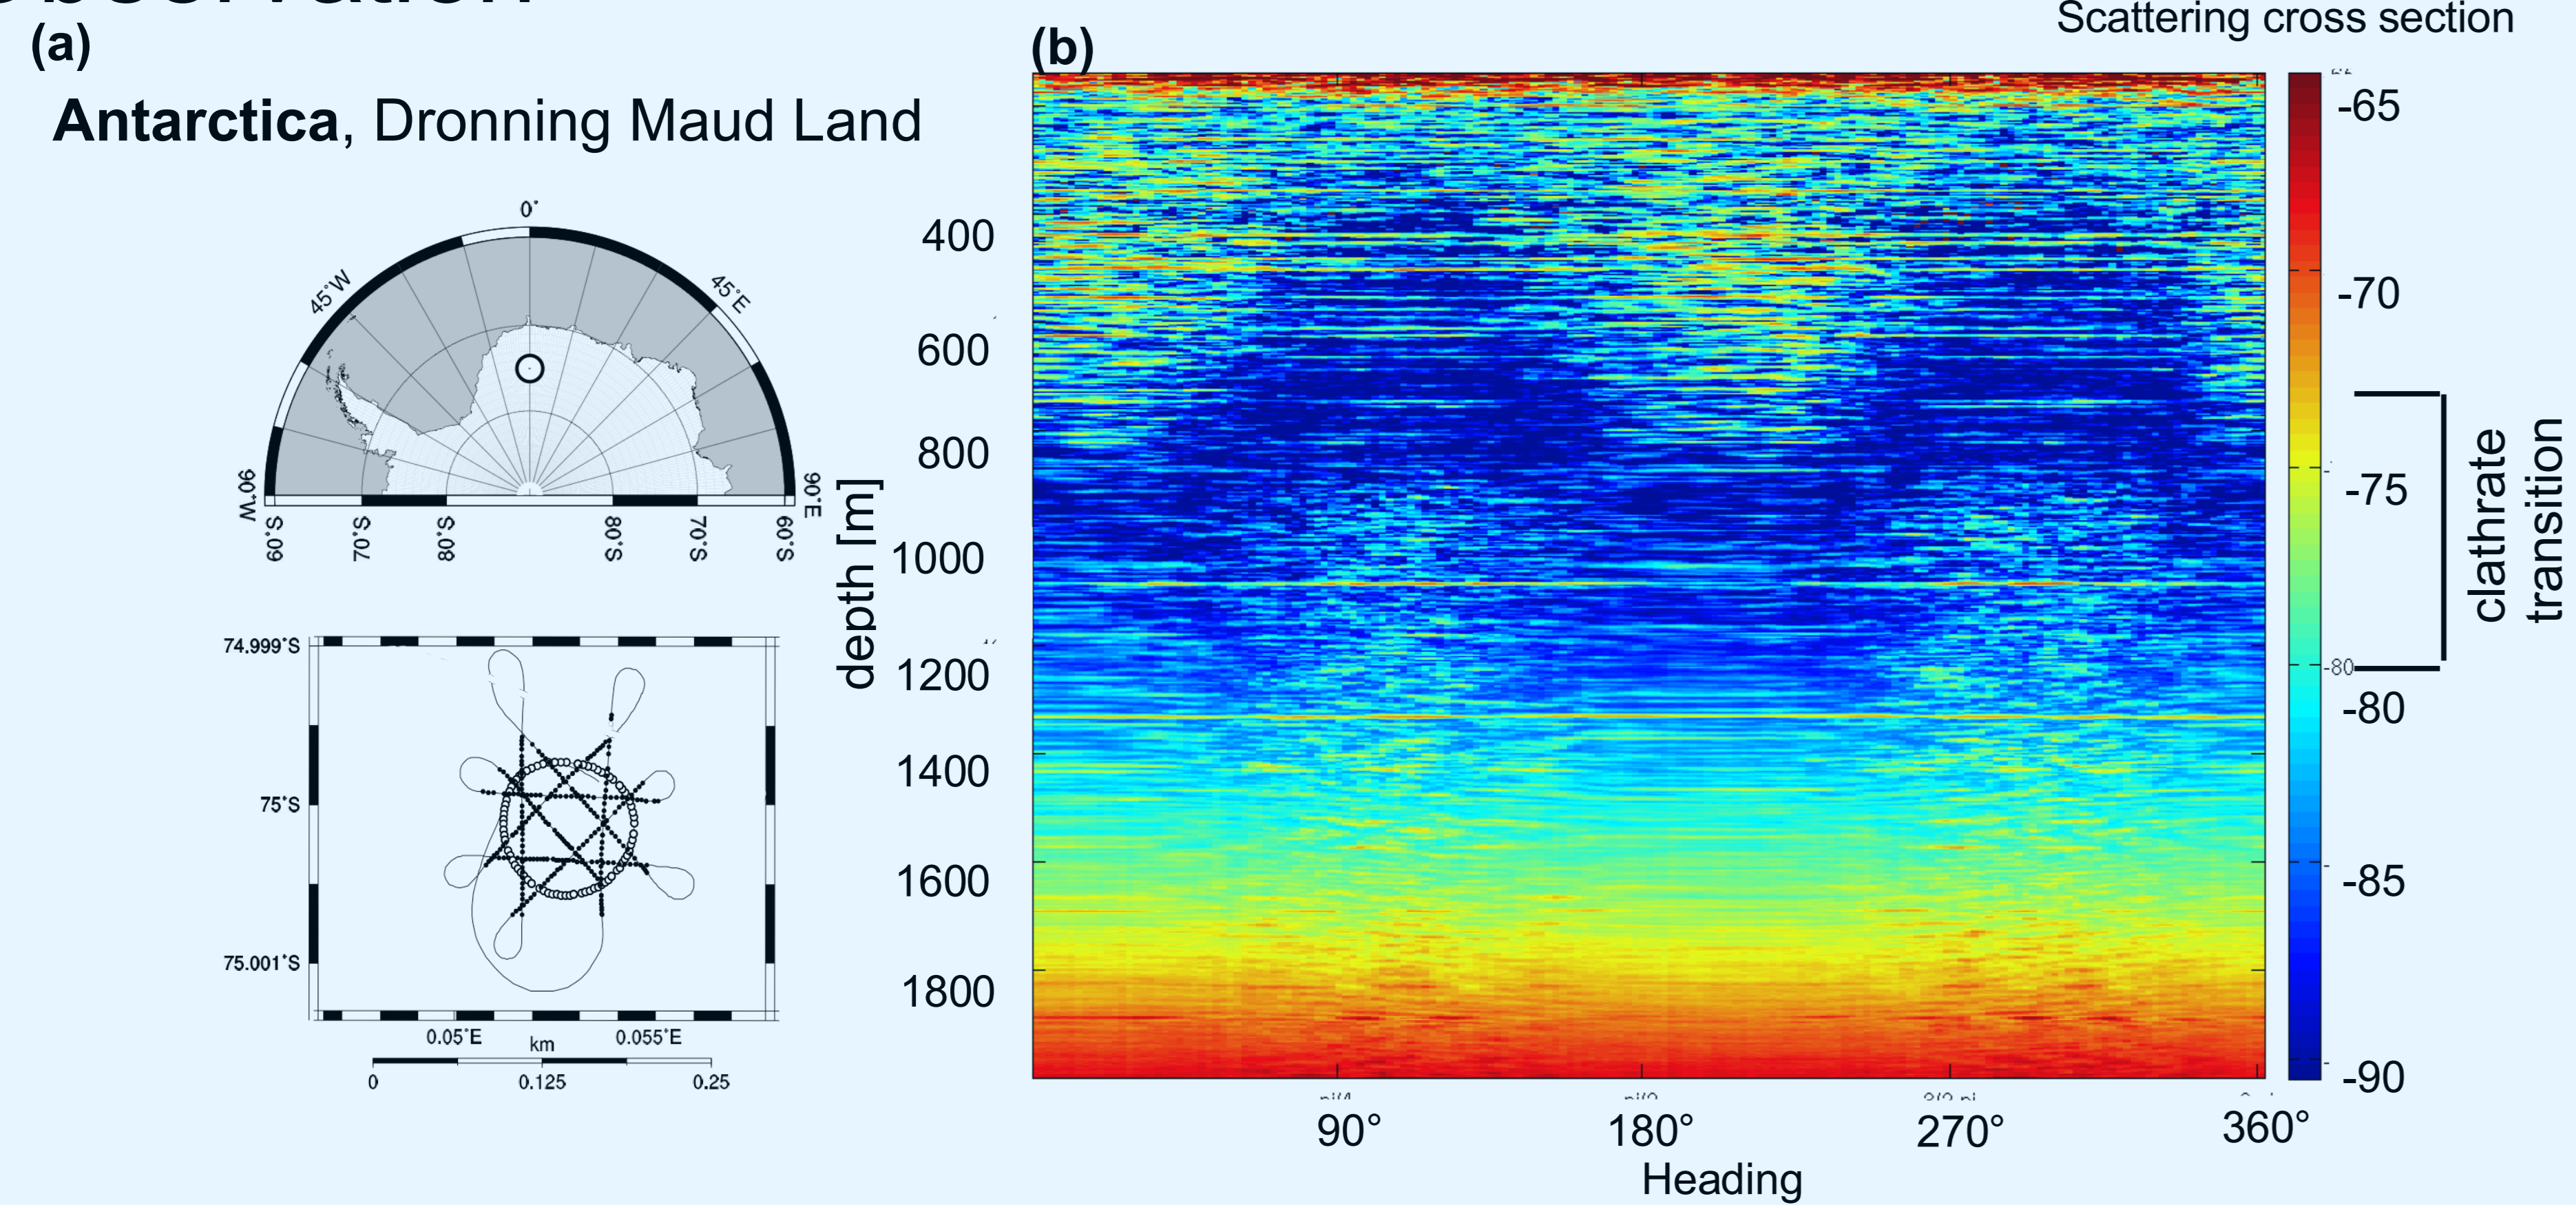 (a)
Antarctica, Dronning Maud Land
0°
45°W
45°E
90°W
90°E
60°S
70°S
80°S
80°S
70°S
60°S
74.999°S
75°S
75.001°S
0.05°E
0.055°E
km
0
0.125
0.25
(b)
Scattering cross section
depth [m]
400
600
800
1000
1200
1400
1600
1800
90°
180°
270°
360°
Heading
-65
-70
-75
-80
-80
-85
-90
clathrate
transition